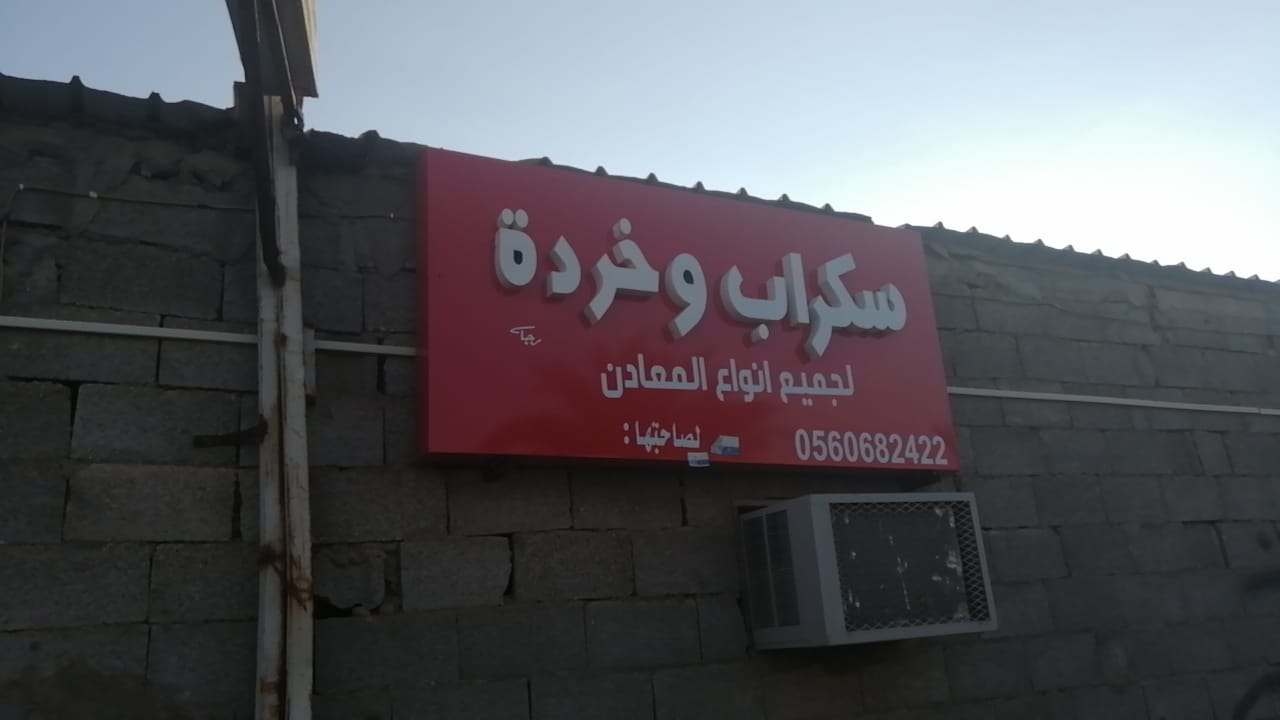 سكراب وخردة
لجميع انواع المعادن
لصاحبها :
0560682422